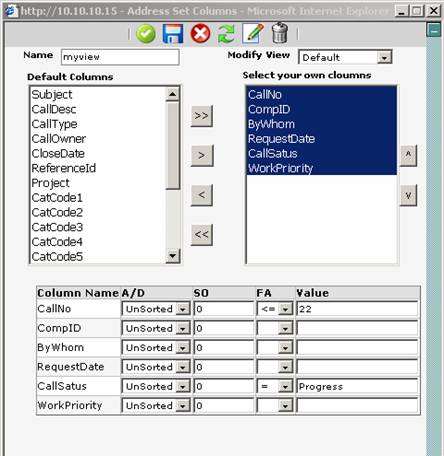 http://10.10.10.15 - Address Set Columns - Microsoft Internet Explorer
Name myview Modify View Default
Default Columns Select your own cloumns
Subject
CallDesc
CallType
CallOwner
CloseDate
ReferenceId
Project
CatCode1
CatCode2
CatCode3
CatCode4
CatCode5
>>
>
<
<<
CallNo
CompID
ByWhom
RequestDate
CallSatus
WorkPriority
^
v
Column Name A/D SO FA Value
CallNo UnSorted 0 <= 22
CompID UnSorted 0
ByWhom UnSorted 0
RequestDate UnSorted 0
CallSatus UnSorted 0 = Progress
WorkPriority UnSorted 0